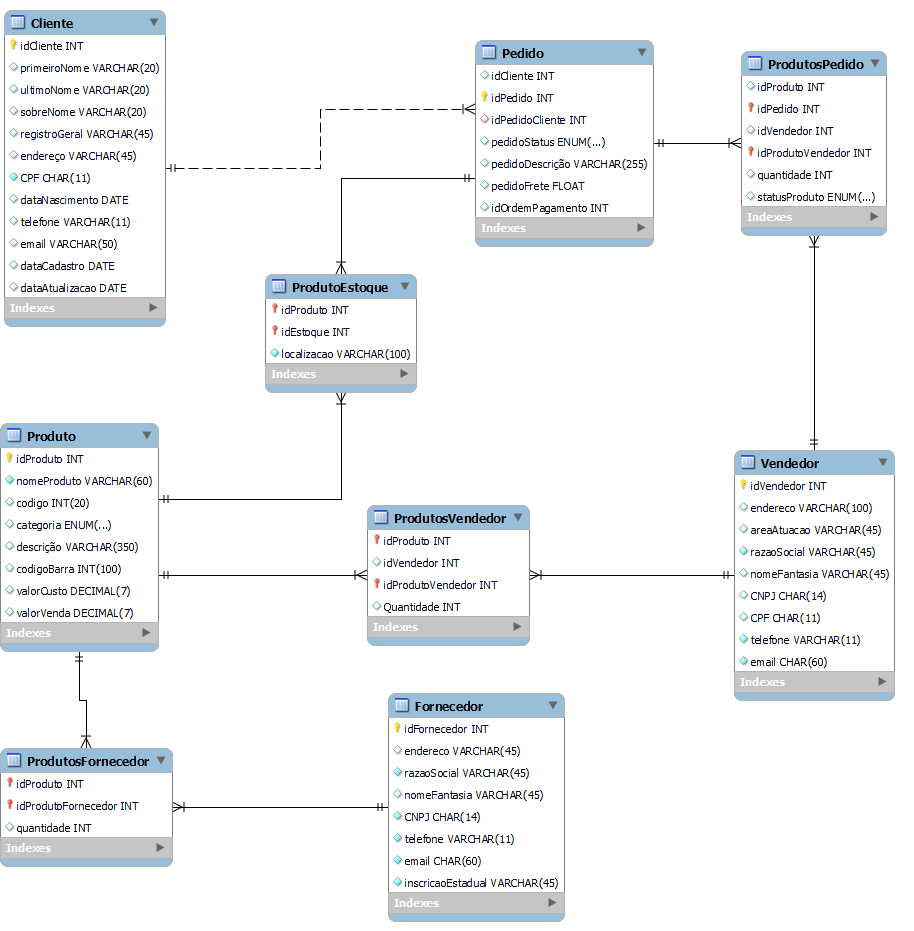 Cliente
idCliente INT
primeiroNome VARCHAR(20)
ultimoNome VARCHAR(20)
sobreNome VARCHAR(20)
registroGeral VARCHAR(45)
endereço VARCHAR(45)
CPF CHAR(11)
dataNascimento DATE
telefone VARCHAR(11)
email VARCHAR(50)
dataCadastro DATE
dataAtualizacao DATE
Indexes
Pedido
idCliente INT
idPedido INT
idPedidoCliente INT
pedidoStatus ENUM(...)
pedidoDescrição VARCHAR(255)
pedidoFrete FLOAT
idOrdemPagamento INT
Indexes
ProdutosPedido
idProduto INT
idPedido INT
idVendedor INT
idProdutoVendedor INT
quantidade INT
statusProduto ENUM(...)
Indexes
ProdutoEstoque
idProduto INT
idEstoque INT
localizacao VARCHAR(100)
Indexes
Produto
idProduto INT
nomeProduto VARCHAR(60)
codigo INT(20)
categoria ENUM(...)
descrição VARCHAR(350)
codigoBarra INT(100)
valorCusto DECIMAL(7)
valorVenda DECIMAL(7)
Indexes
ProdutosVendedor
idProduto INT
idVendedor INT
idProdutoVendedor INT
Quantidade INT
Indexes
Vendedor
idVendedor INT
endereco VARCHAR(100)
areaAtuacao VARCHAR(45)
razaoSocial VARCHAR(45)
nomeFantasia VARCHAR(45)
CNPJ CHAR(14)
CPF CHAR(11)
telefone VARCHAR(11)
email CHAR(60)
Indexes
ProdutosFornecedor
idProduto INT
idProdutoFornecedor INT
quantidade INT
Indexes
Fornecedor
idFornecedor INT
endereco VARCHAR(45)
razaoSocial VARCHAR(45)
nomeFantasia VARCHAR(45)
CNPJ CHAR(14)
telefone VARCHAR(11)
email CHAR(60)
inscricaoEstadual VARCHAR(45)
Indexes